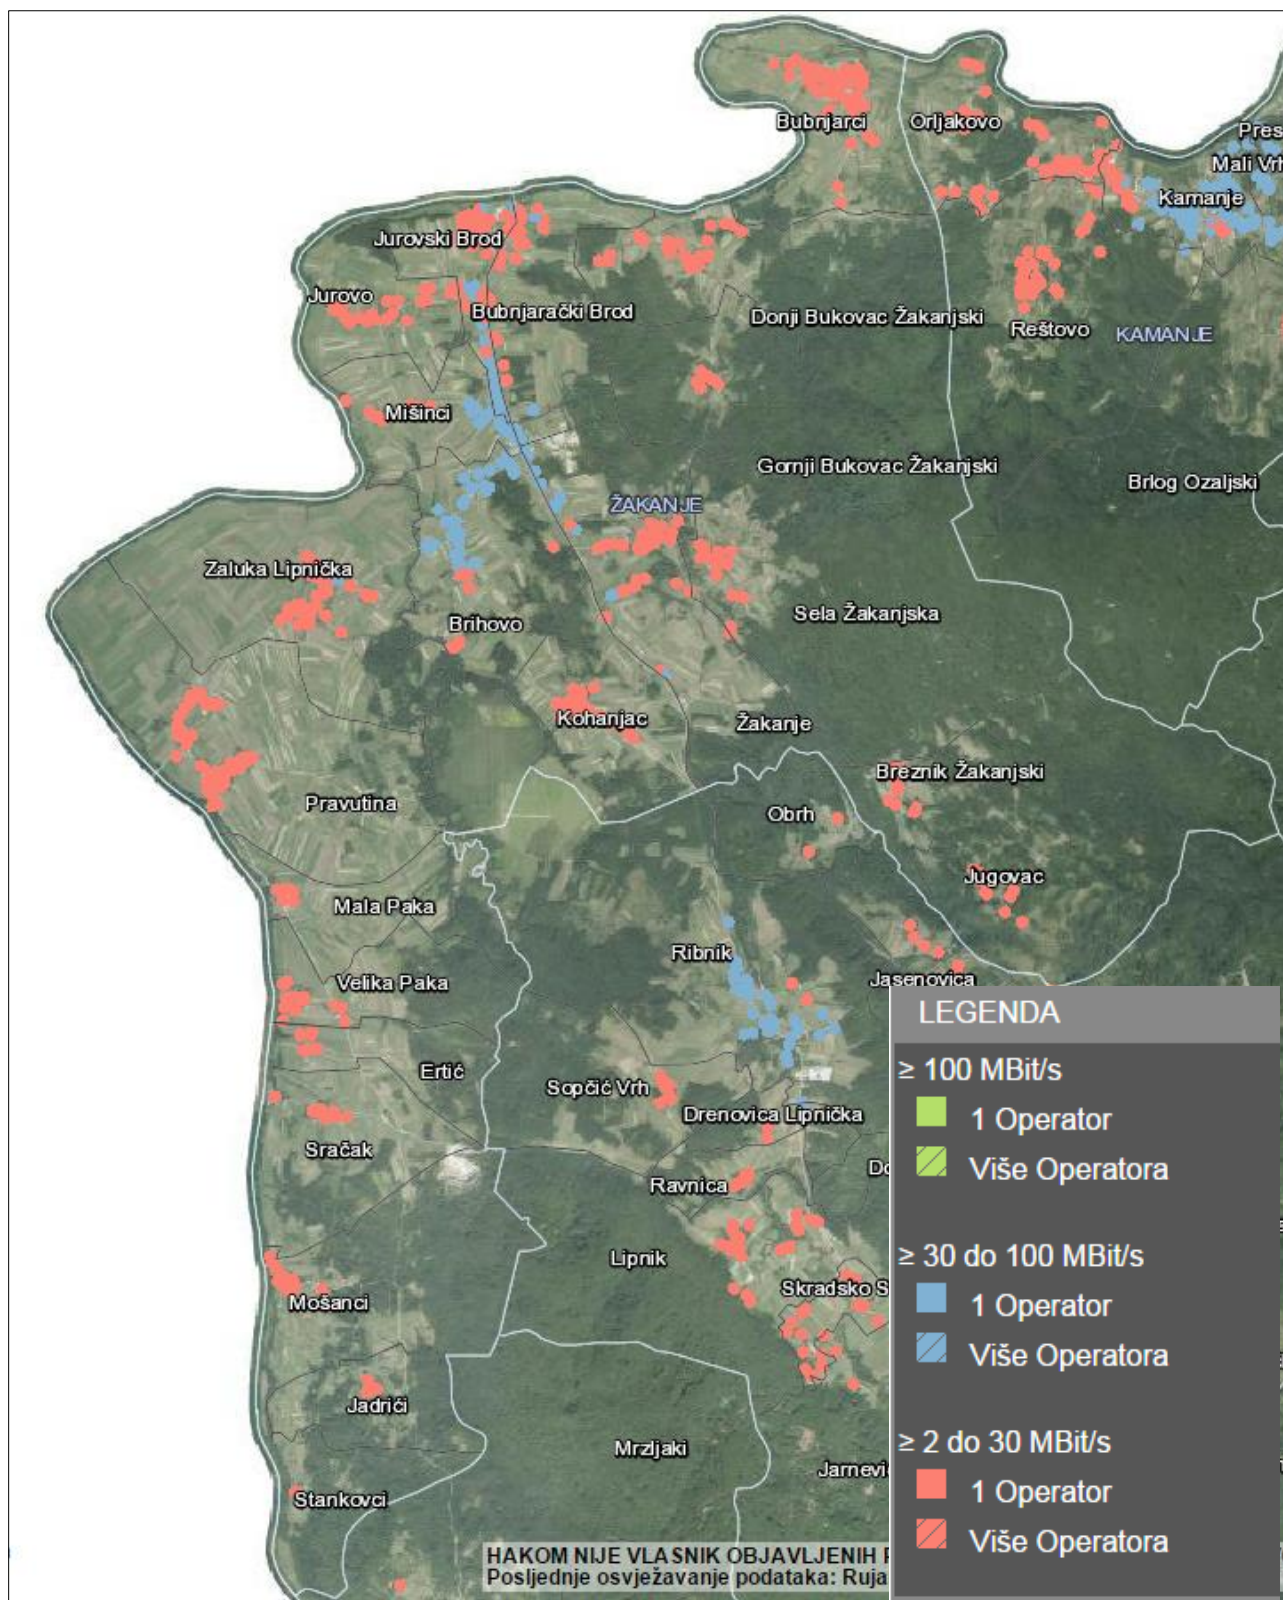 Bubnjarci
Orljakovo
Pres
Mali Vrh
Kamanje
Jurovski Brod
Jurovo
Bubnjarački Brod
Donji Bukovac Žakanjski
Reštovo
KAMANJE
Mišinci
Gornji Bukovac Žakanjski
Brlog Ozaljski
ŽAKANJE
Zaluka Lipnička
Brihovo
Sela Žakanjska
Kohanjac
Žakanje
Breznik Žakanjski
Pravutina
Obrh
Jugovac
Mala Paka
Ribnik
Velika Paka
Jasenovica
LEGENDA
≥ 100 MBit/s
1 Operator
Više Operatora
≥ 30 do 100 MBit/s
1 Operator
Više Operatora
≥ 2 do 30 MBit/s
1 Operator
Više Operatora
Ertić
Sopčić Vrh
Drenovica Lipnička
Sračak
Do
Ravnica
Lipnik
Skradsko S
Mošanci
Jadrići
Mrzljaki
Jarnevi
Stankovci
HAKOM NIJE VLASNIK OBJAVLJENIH P
Posljednje osvježavanje podataka: Ruja